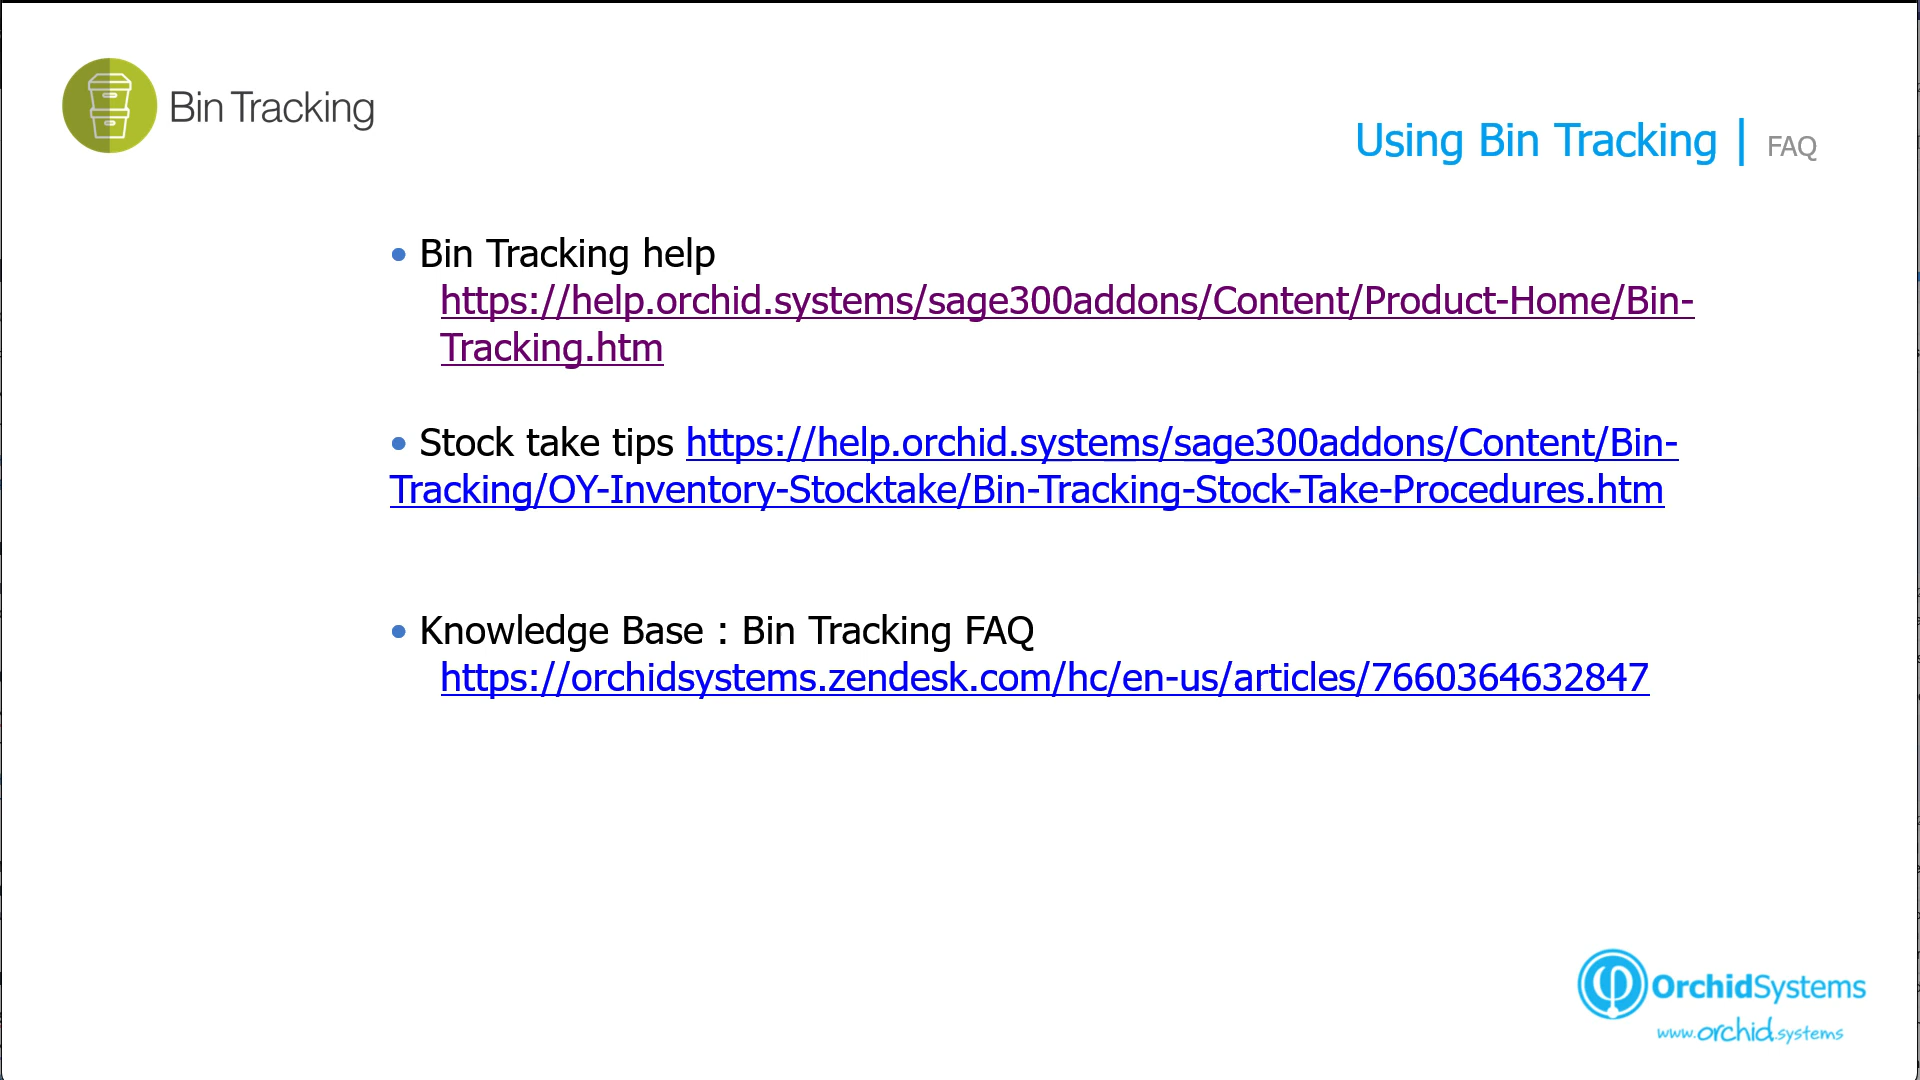 Bin Tracking
Using Bin Tracking | FAQ
• Bin Tracking help
https://help.orchid.systems/sage300addons/Content/Product-Home/Bin-
Tracking.htm
• Stock take tips https://help.orchid.systems/sage300addons/Content/Bin-
Tracking/OY-Inventory-Stocktake/Bin-Tracking-Stock-Take-Procedures.htm
• Knowledge Base : Bin Tracking FAQ
https://orchidsystems.zendesk.com/hc/en-us/articles/7660364632847
OrchidSystems
www.orchid.systems